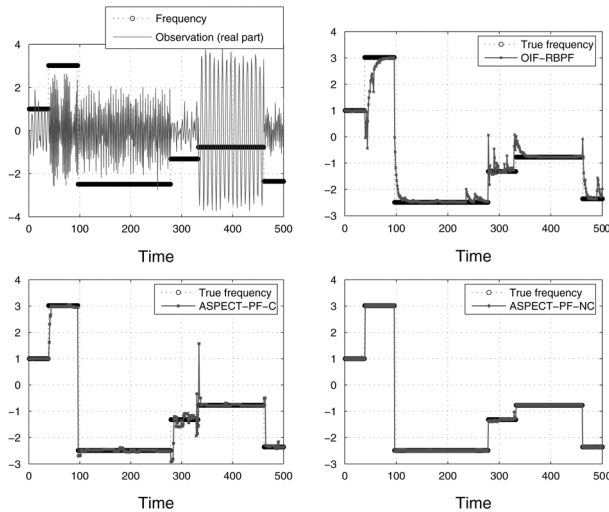 Frequency
Observation (real part)
4
2
0
−2
−4
0 100 200 300 400 500
Time
True frequency
OIF−RBPF
4
3
2
1
0
−1
−2
−3
0 100 200 300 400 500
Time
True frequency
ASPECT−PF−C
4
3
2
1
0
−1
−2
−3
0 100 200 300 400 500
Time
True frequency
ASPECT−PF−NC
4
3
2
1
0
−1
−2
−3
0 100 200 300 400 500
Time